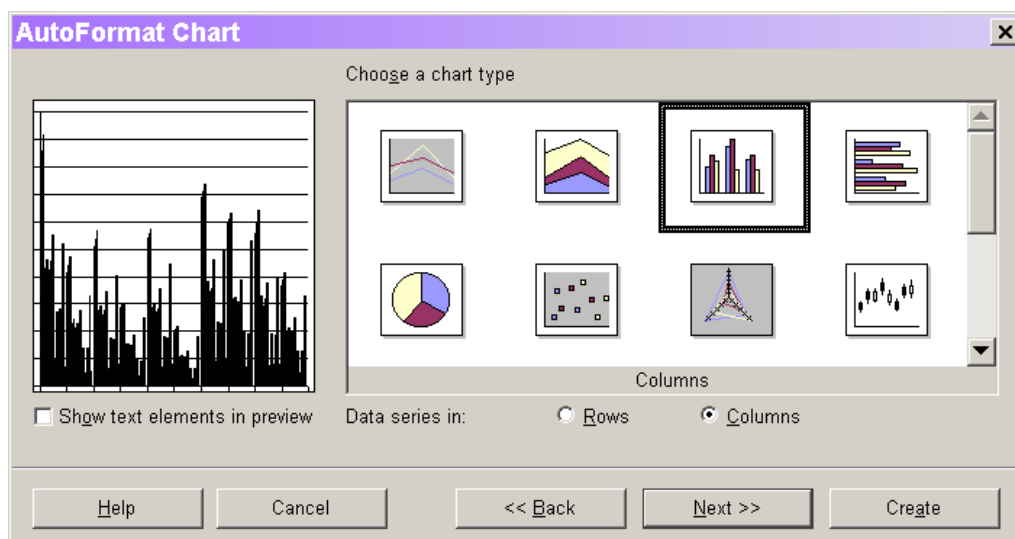 AutoFormat Chart
Choose a chart type
Columns
Show text elements in preview
Data series in:
Rows
Columns
Help
Cancel
<< Back
Next >>
Create